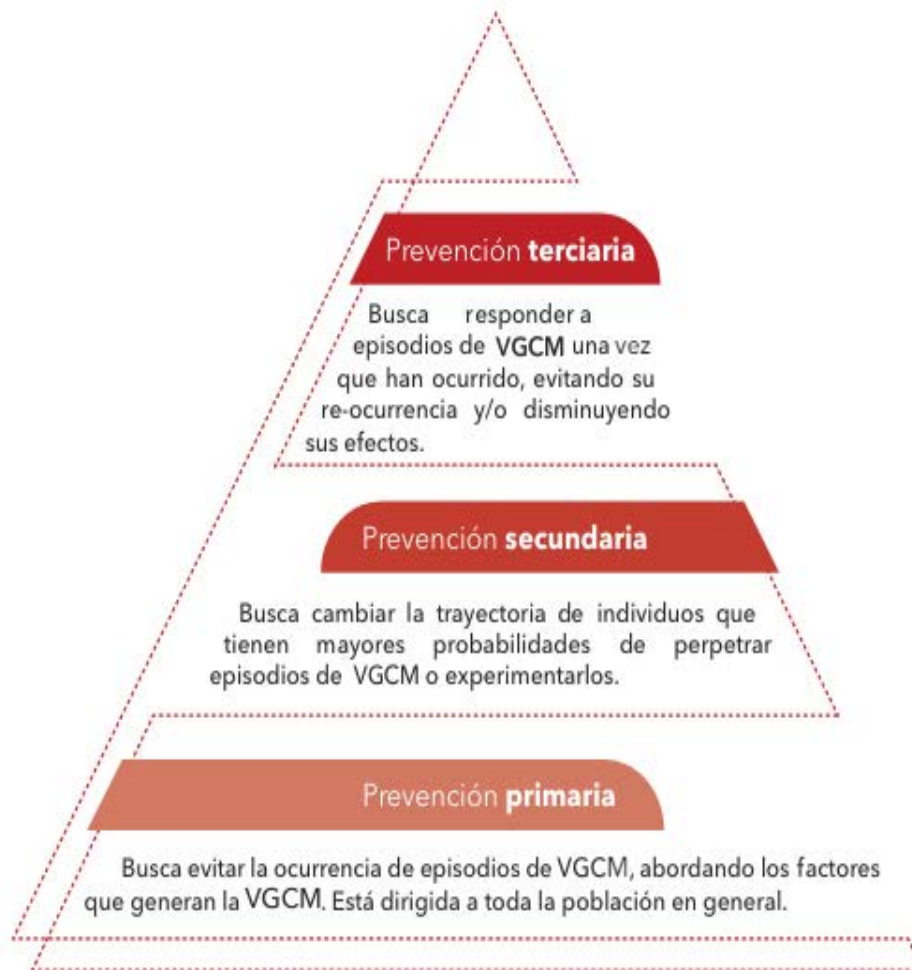 Prevención terciaria
Busca responder a
episodios de VGCM una vez
que han ocurrido, evitando su
re-ocurrencia y/o disminuyendo
sus efectos.
Prevención secundaria
Busca cambiar la trayectoria de individuos que
tienen mayores probabilidades de perpetrar
episodios de VGCM o experimentarlos.
Prevención primaria
Busca evitar la ocurrencia de episodios de VGCM, abordando los factores
que generan la VGCM. Está dirigida a toda la población en general.